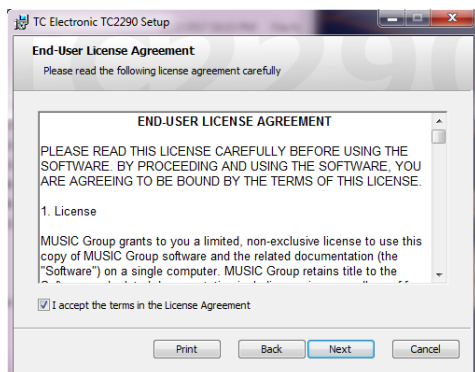 TC Electronic TC2290 Setup
End-User License Agreement
Please read the following license agreement carefully
END-USER LICENSE AGREEMENT
PLEASE READ THIS LICENSE CAREFULLY BEFORE USING THE
SOFTWARE. BY PROCEEDING AND USING THE SOFTWARE, YOU
ARE AGREEING TO BE BOUND BY THE TERMS OF THIS LICENSE.
1. License
MUSIC Group grants to you a limited, non-exclusive license to use this
copy of MUSIC Group software and the related documentation (the
"Software") on a single computer. MUSIC Group retains title to the
I accept the terms in the License Agreement
Print
Back
Next
Cancel